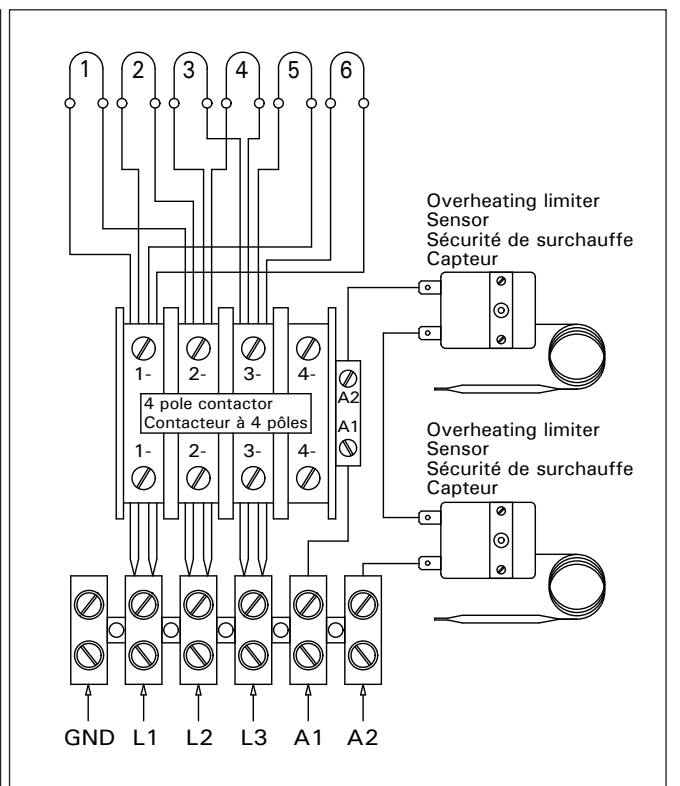 1 2 3 4 5 6
Overheating limiter
Sensor
Sécurité de surchauffe
Capteur
1- 2- 3- 4-
A2
4 pole contactor
Contacteur à 4 pôles
A1
1- 2- 3- 4-
Overheating limiter
Sensor
Sécurité de surchauffe
Capteur
GND L1 L2 L3 A1 A2